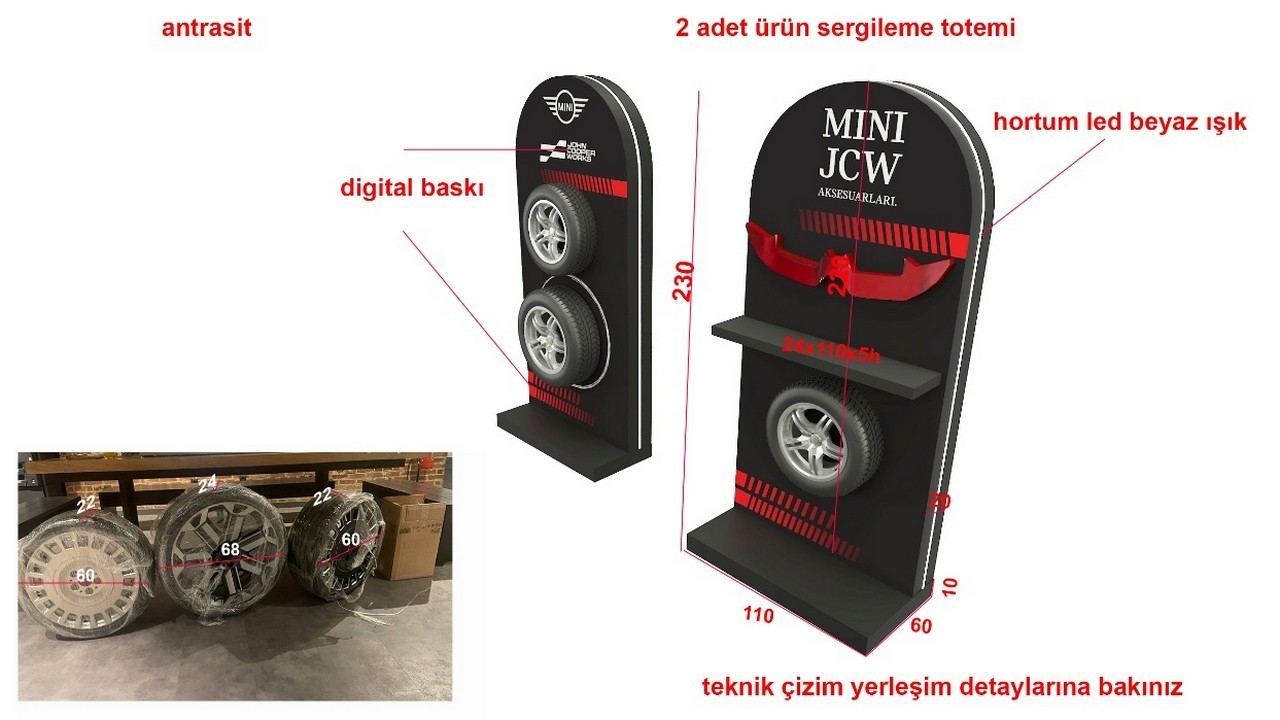 antrasit
2 adet ürün sergileme totemi
hortum led beyaz ışık
digital baskı
MINI
JOHN
COOPER
WORKS
MINI
JCW
AKSESUARLARI.
230
24x110x5h
20
10
110
60
22
24
22
60
68
60
teknik çizim yerleşim detaylarına bakınız